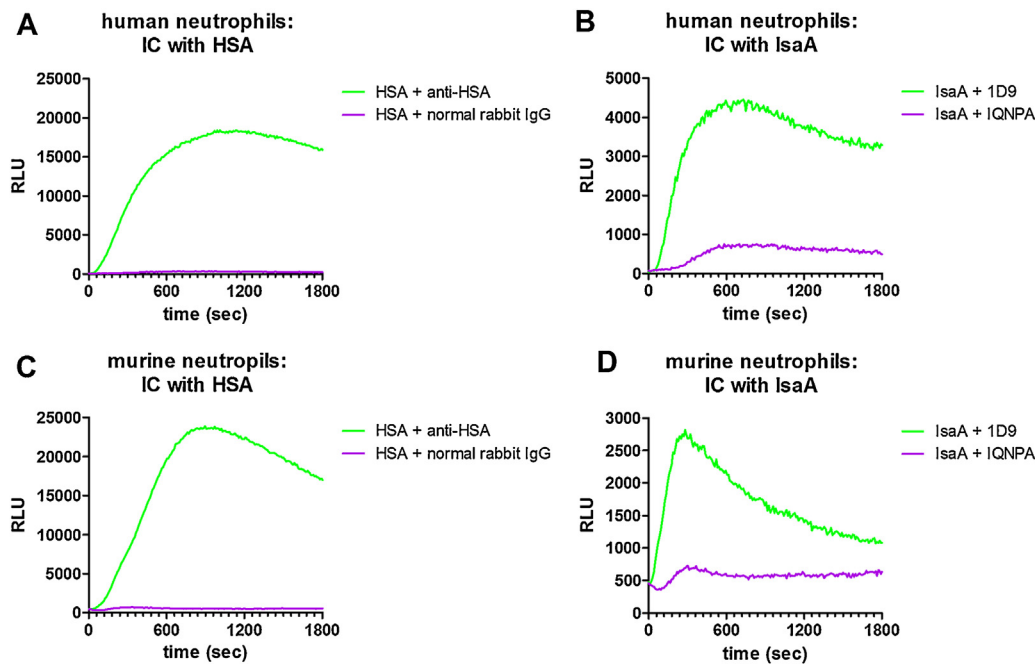 A
human neutrophils:
IC with HSA
25000
20000
15000
10000
5000
0
RLU
0 600 1200 1800
time (sec)
HSA + anti-HSA
HSA + normal rabbit IgG
B
human neutrophils:
IC with IsaA
5000
4000
3000
2000
1000
0
RLU
0 600 1200 1800
time (sec)
IsaA + 1D9
IsaA + IQNPA
C
murine neutropils:
IC with HSA
25000
20000
15000
10000
5000
0
RLU
0 600 1200 1800
time (sec)
HSA + anti-HSA
HSA + normal rabbit IgG
D
murine neutrophils:
IC with IsaA
3000
2500
2000
1500
1000
500
0
RLU
0 600 1200 1800
time (sec)
IsaA + 1D9
IsaA + IQNPA